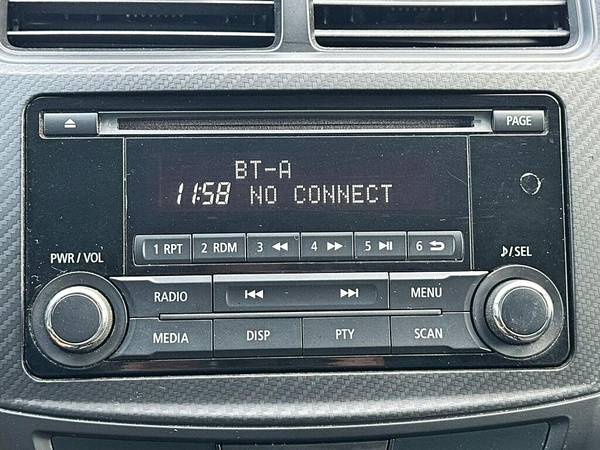 PAGE
BT-A
11:58 NO CONNECT
1 RPT 2 RDM 3 4 5 6
PWR / VOL
♪/SEL
RADIO MENU
MEDIA DISP PTY SCAN